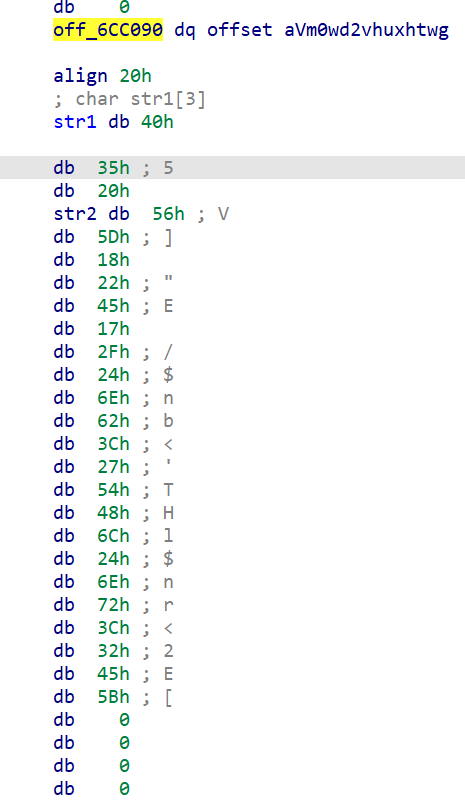 db 0
off_6CC090 dq offset aVm0wd2vhuxhtwg
align 20h
; char str1[3]
str1 db 40h
db 35h ; 5
db 20h
str2 db 56h ; V
db 5Dh ; ]
db 18h
db 22h ; "
db 45h ; E
db 17h
db 2Fh ; /
db 24h ; $
db 6Eh ; n
db 62h ; b
db 3Ch ; <
db 27h ; '
db 54h ; T
db 48h ; H
db 6Ch ; l
db 24h ; $
db 6Eh ; n
db 72h ; r
db 3Ch ; <
db 32h ; 2
db 45h ; E
db 5Bh ; [
db 0
db 0
db 0
db 0